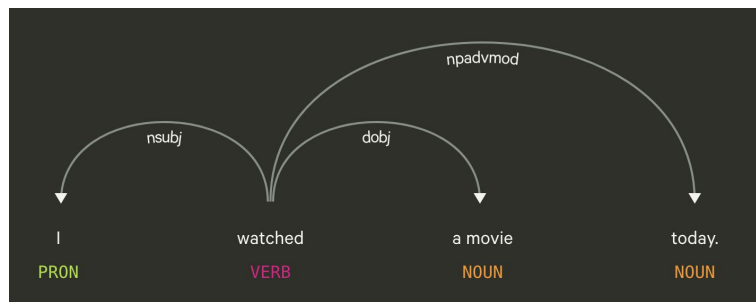 npadvmod
nsubj dobj
I watched a movie today.
PRON VERB NOUN NOUN